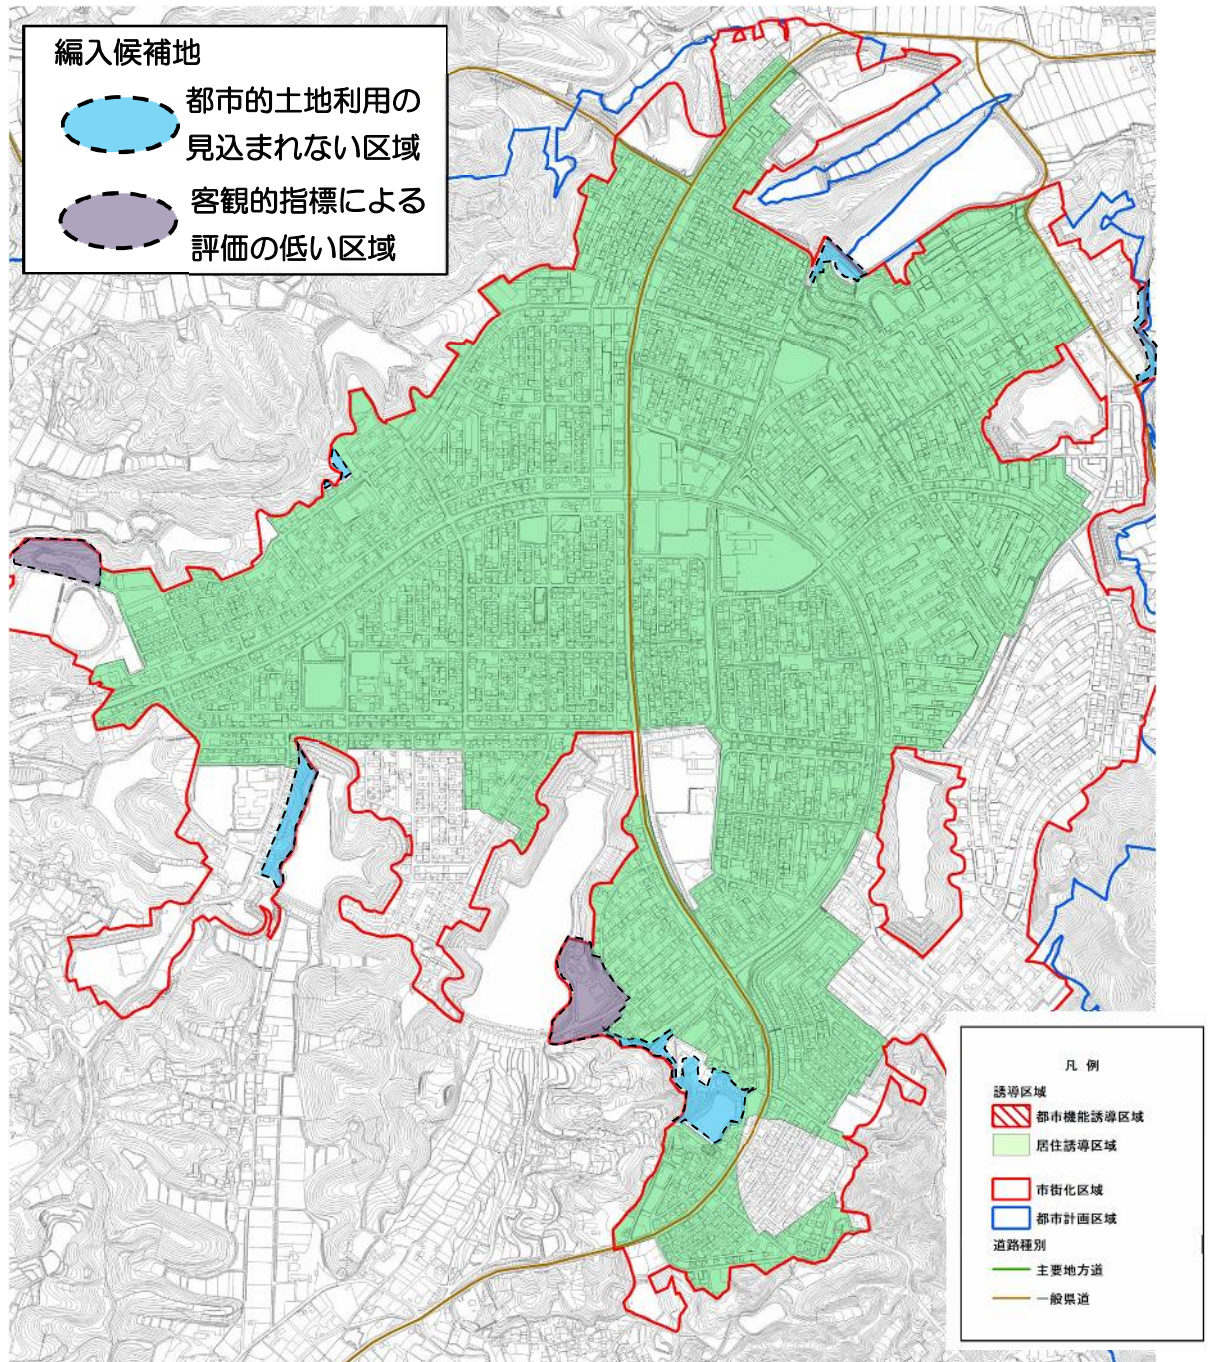 編入候補地
都市的土地利用の
見込まれない区域
客観的指標による
評価の低い区域
凡 例
誘導区域
都市機能誘導区域
居住誘導区域
市街化区域
都市計画区域
道路種別
主要地方道
一般県道